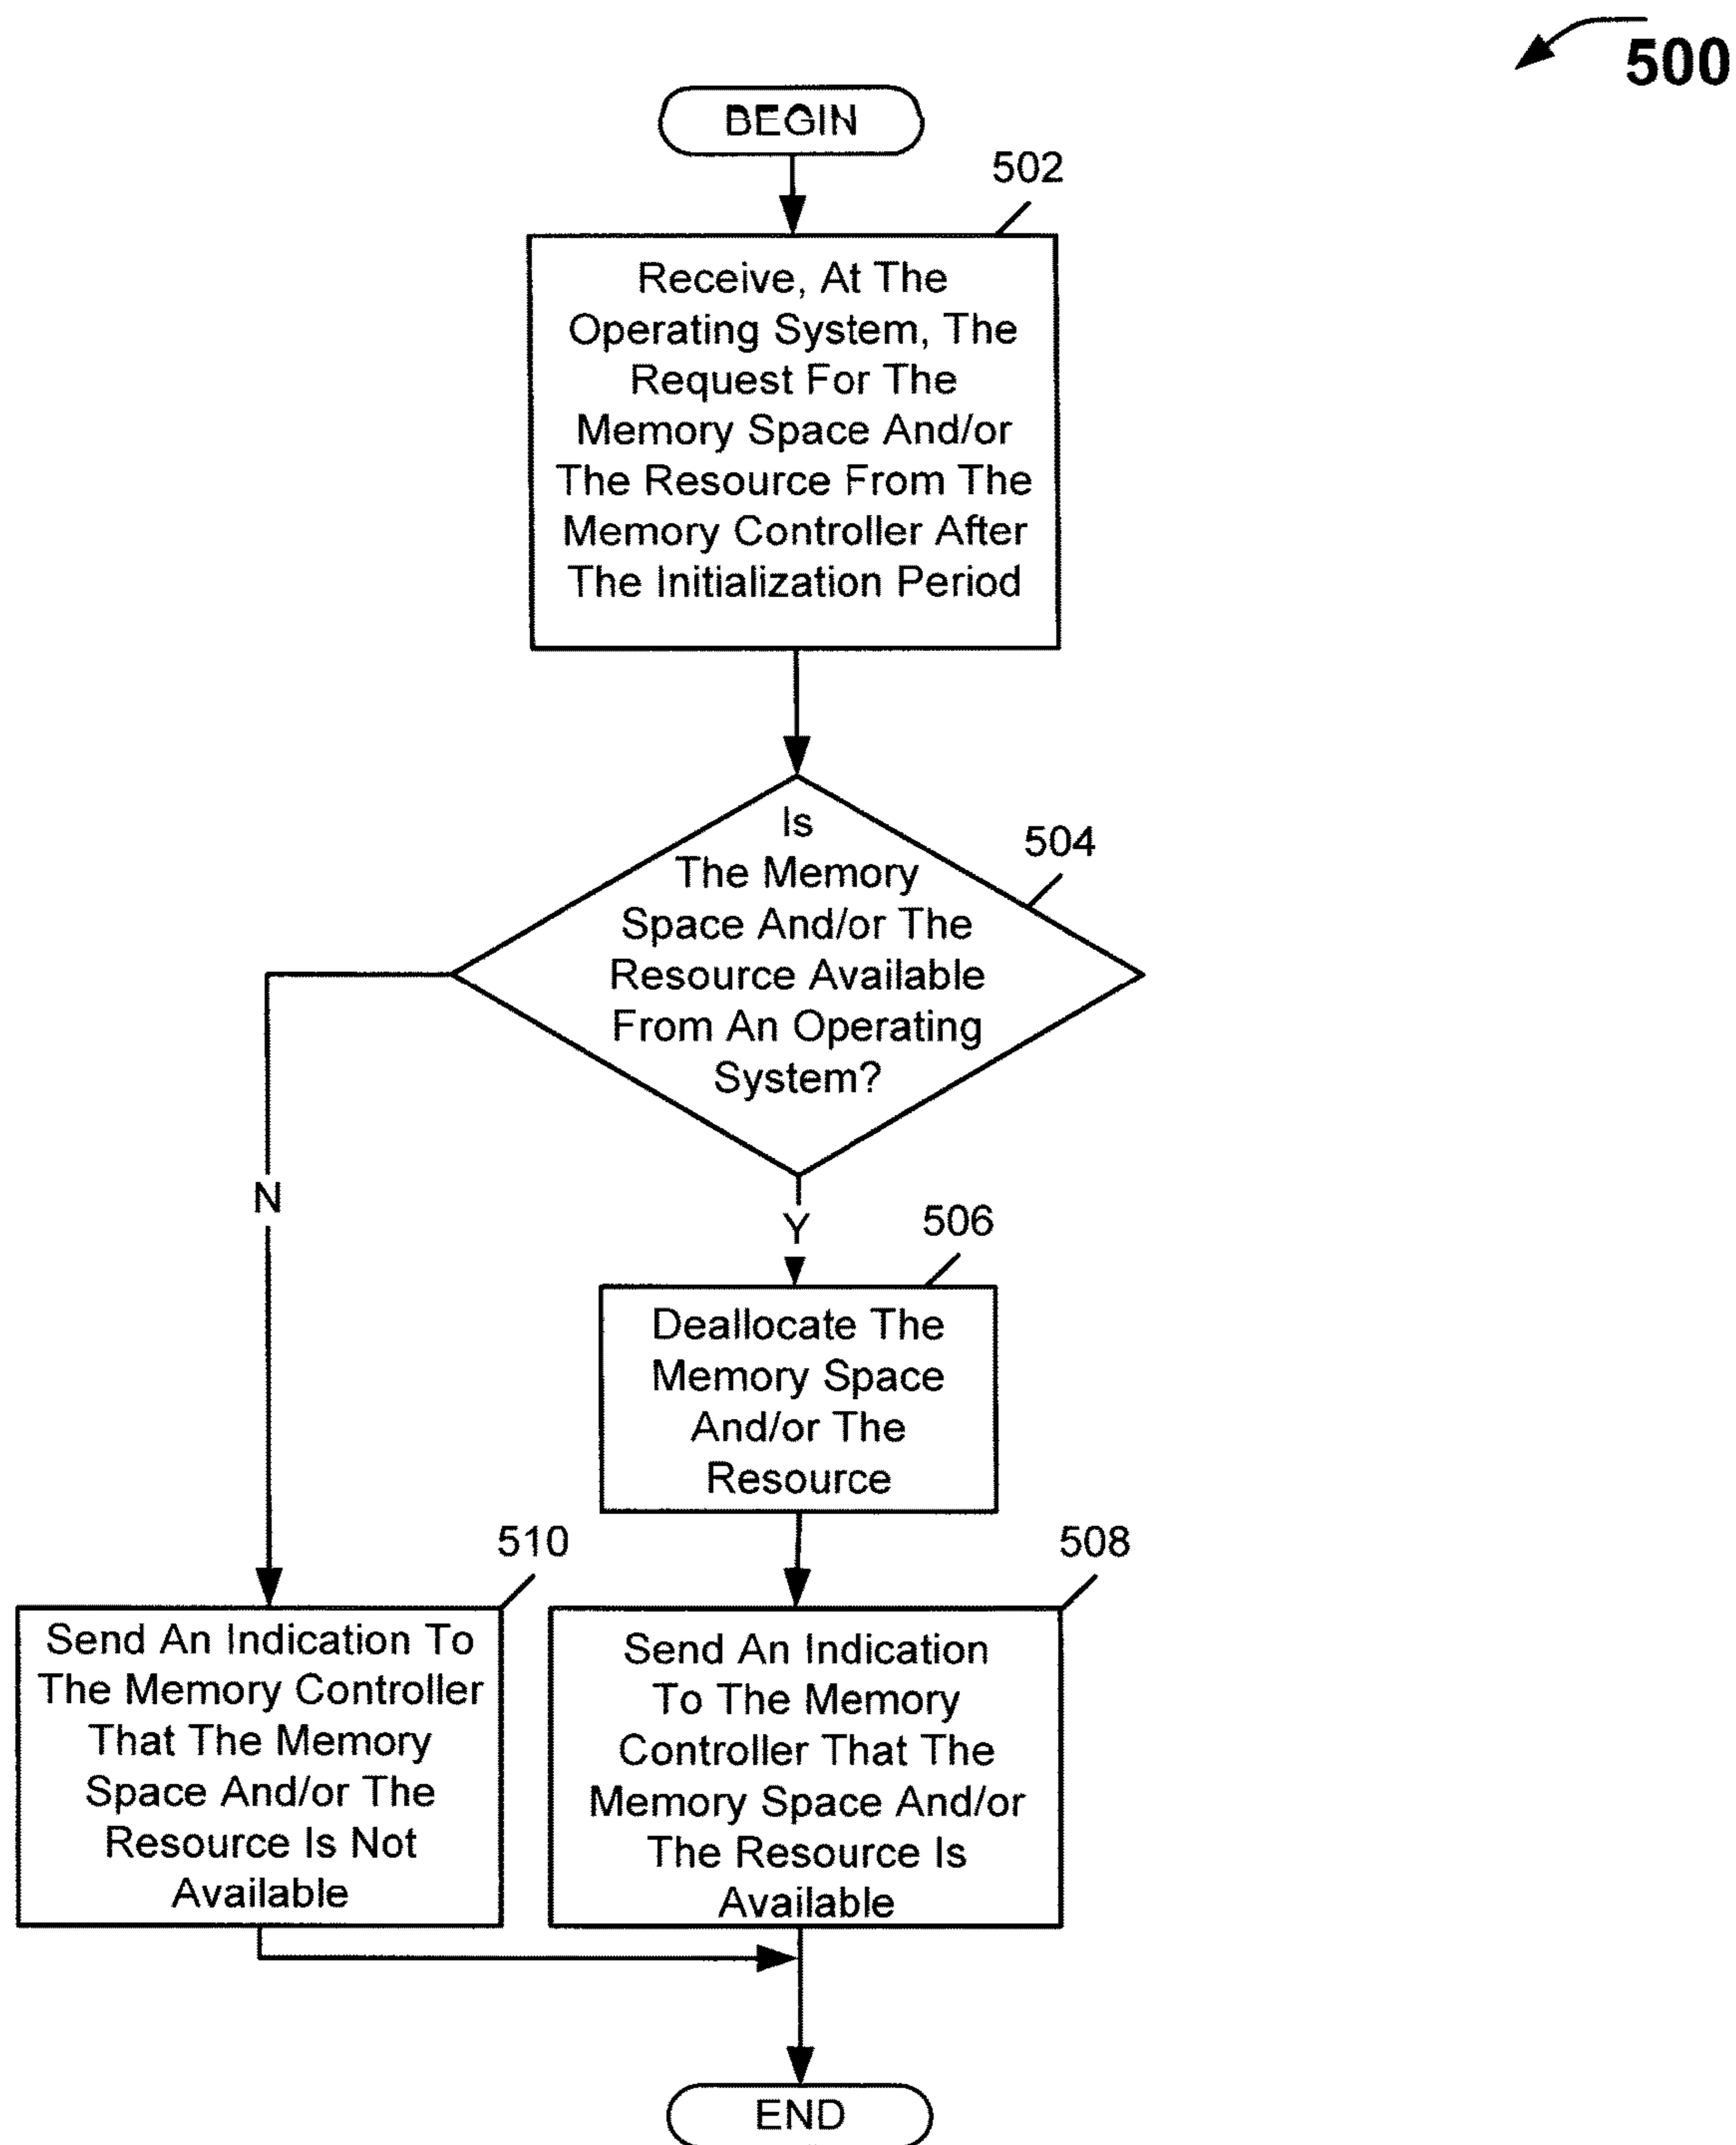 500
BEGIN
502
Receive, At The
Operating System, The
Request For The
Memory Space And/or
The Resource From The
Memory Controller After
The Initialization Period
504
Is
The Memory
Space And/or The
Resource Available
From An Operating
System?
N
Y
506
Deallocate The
Memory Space
And/or The
Resource
510
Send An Indication To
The Memory Controller
That The Memory
Space And/or The
Resource Is Not
Available
508
Send An Indication
To The Memory
Controller That The
Memory Space And/or
The Resource Is
Available
END